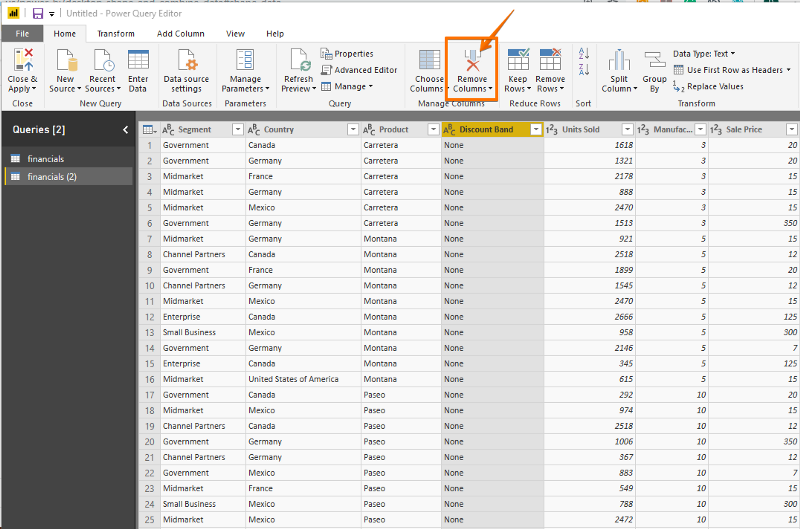 Untitled - Power Query Editor
File Home Transform Add Column View Help
Close & Apply New Source Recent Sources Enter Data Data source settings Manage Parameters Refresh Preview Properties Advanced Editor Manage Choose Columns Remove Columns Keep Rows Remove Rows Split Column Group By Data Type: Text Use First Row as Headers Replace Values
Close New Query Data Sources Parameters Query Manage Columns Reduce Rows Sort Transform
Queries [2]
financials
financials (2)
Segment Country Product Discount Band Units Sold Manufac... Sale Price
1 Government Canada Carretera None 1618 3 20
2 Government Germany Carretera None 1321 3 20
3 Midmarket France Carretera None 2178 3 15
4 Midmarket Germany Carretera None 888 3 15
5 Midmarket Mexico Carretera None 2470 3 15
6 Government Germany Carretera None 1513 3 350
7 Midmarket Germany Montana None 921 5 15
8 Channel Partners Canada Montana None 2518 5 12
9 Government France Montana None 1899 5 20
10 Channel Partners Germany Montana None 1545 5 12
11 Midmarket Mexico Montana None 2470 5 15
12 Enterprise Canada Montana None 2666 5 125
13 Small Business Mexico Montana None 958 5 300
14 Government Germany Montana None 2146 5 7
15 Enterprise Canada Montana None 345 5 125
16 Midmarket United States of America Montana None 615 5 15
17 Government Canada Paseo None 292 10 20
18 Midmarket Mexico Paseo None 974 10 15
19 Channel Partners Canada Paseo None 2518 10 12
20 Government Germany Paseo None 1006 10 350
21 Channel Partners Germany Paseo None 367 10 12
22 Government Mexico Paseo None 883 10 7
23 Midmarket France Paseo None 549 10 15
24 Small Business Mexico Paseo None 788 10 300
25 Midmarket Mexico Paseo None 2472 10 15